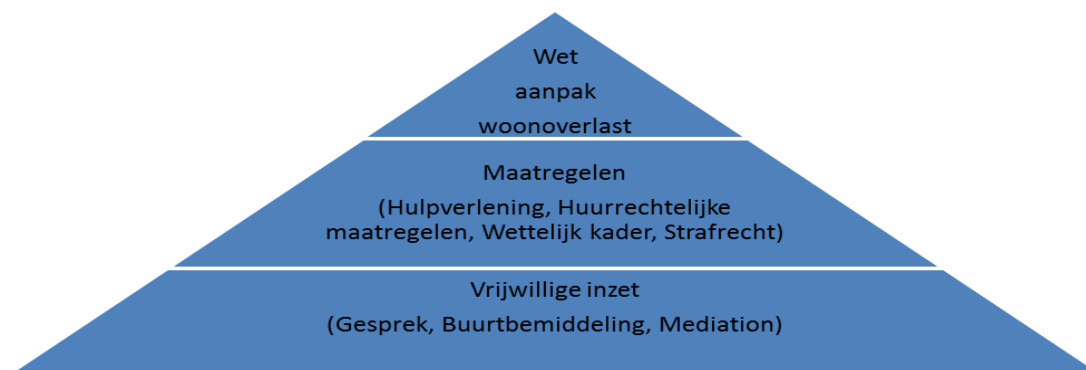 Wet
aanpak
woonoverlast
Maatregelen
(Hulpverlening, Huurrechtelijke
maatregelen, Wettelijk kader, Strafrecht)
Vrijwillige inzet
(Gesprek, Buurtbemiddeling, Mediation)